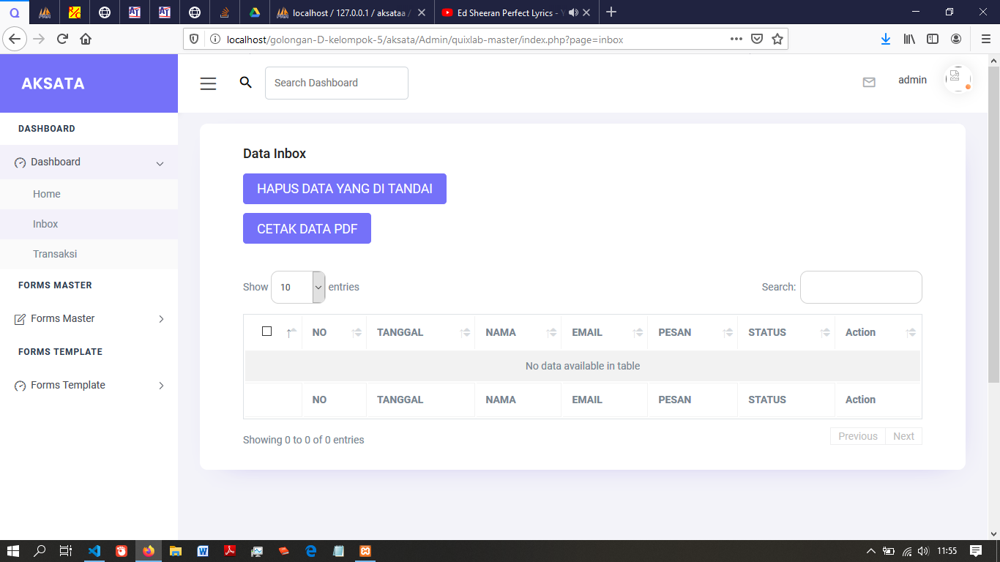 localhost / 127.0.0.1 / aksataa /
Ed Sheeran Perfect Lyrics -
localhost/golongan-D-kelompok-5/aksata/Admin/quixlab-master/index.php?page=inbox
AKSATA
Search Dashboard
admin
DASHBOARD
Dashboard
Home
Inbox
Transaksi
FORMS MASTER
Forms Master
FORMS TEMPLATE
Forms Template
Data Inbox
HAPUS DATA YANG DI TANDAI
CETAK DATA PDF
Show 10 entries
Search:
NO TANGGAL NAMA EMAIL PESAN STATUS Action
No data available in table
NO TANGGAL NAMA EMAIL PESAN STATUS Action
Showing 0 to 0 of 0 entries
Previous Next
11:55